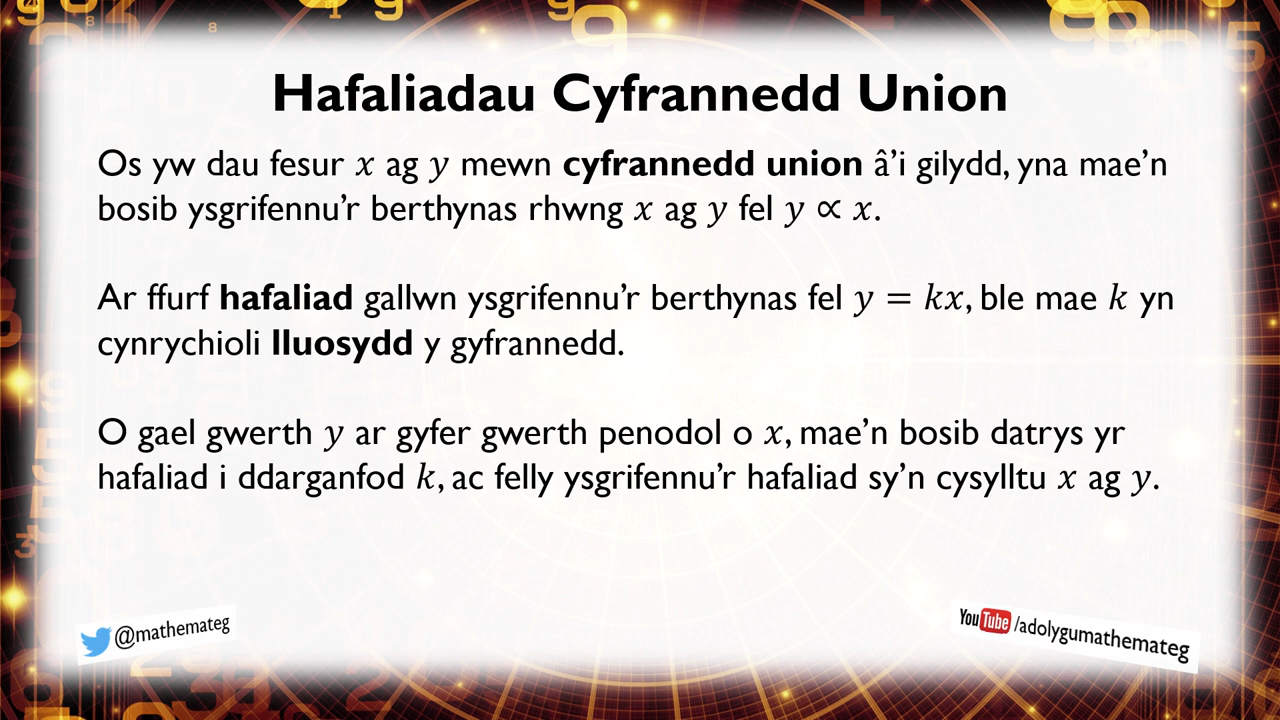 Hafaliadau Cyfrannedd Union
Os yw dau fesur x ag y mewn cyfrannedd union â’i gilydd, yna mae’n
bosib ysgrifennu’r berthynas rhwng x ag y fel y ∝ x.
Ar ffurf hafaliad gallwn ysgrifennu’r berthynas fel y = kx, ble mae k yn
cynrychioli lluosydd y gyfrannedd.
O gael gwerth y ar gyfer gwerth penodol o x, mae’n bosib datrys yr
hafaliad i ddarganfod k, ac felly ysgrifennu’r hafaliad sy’n cysylltu x ag y.
@mathemateg
YouTube /adolygumathemateg